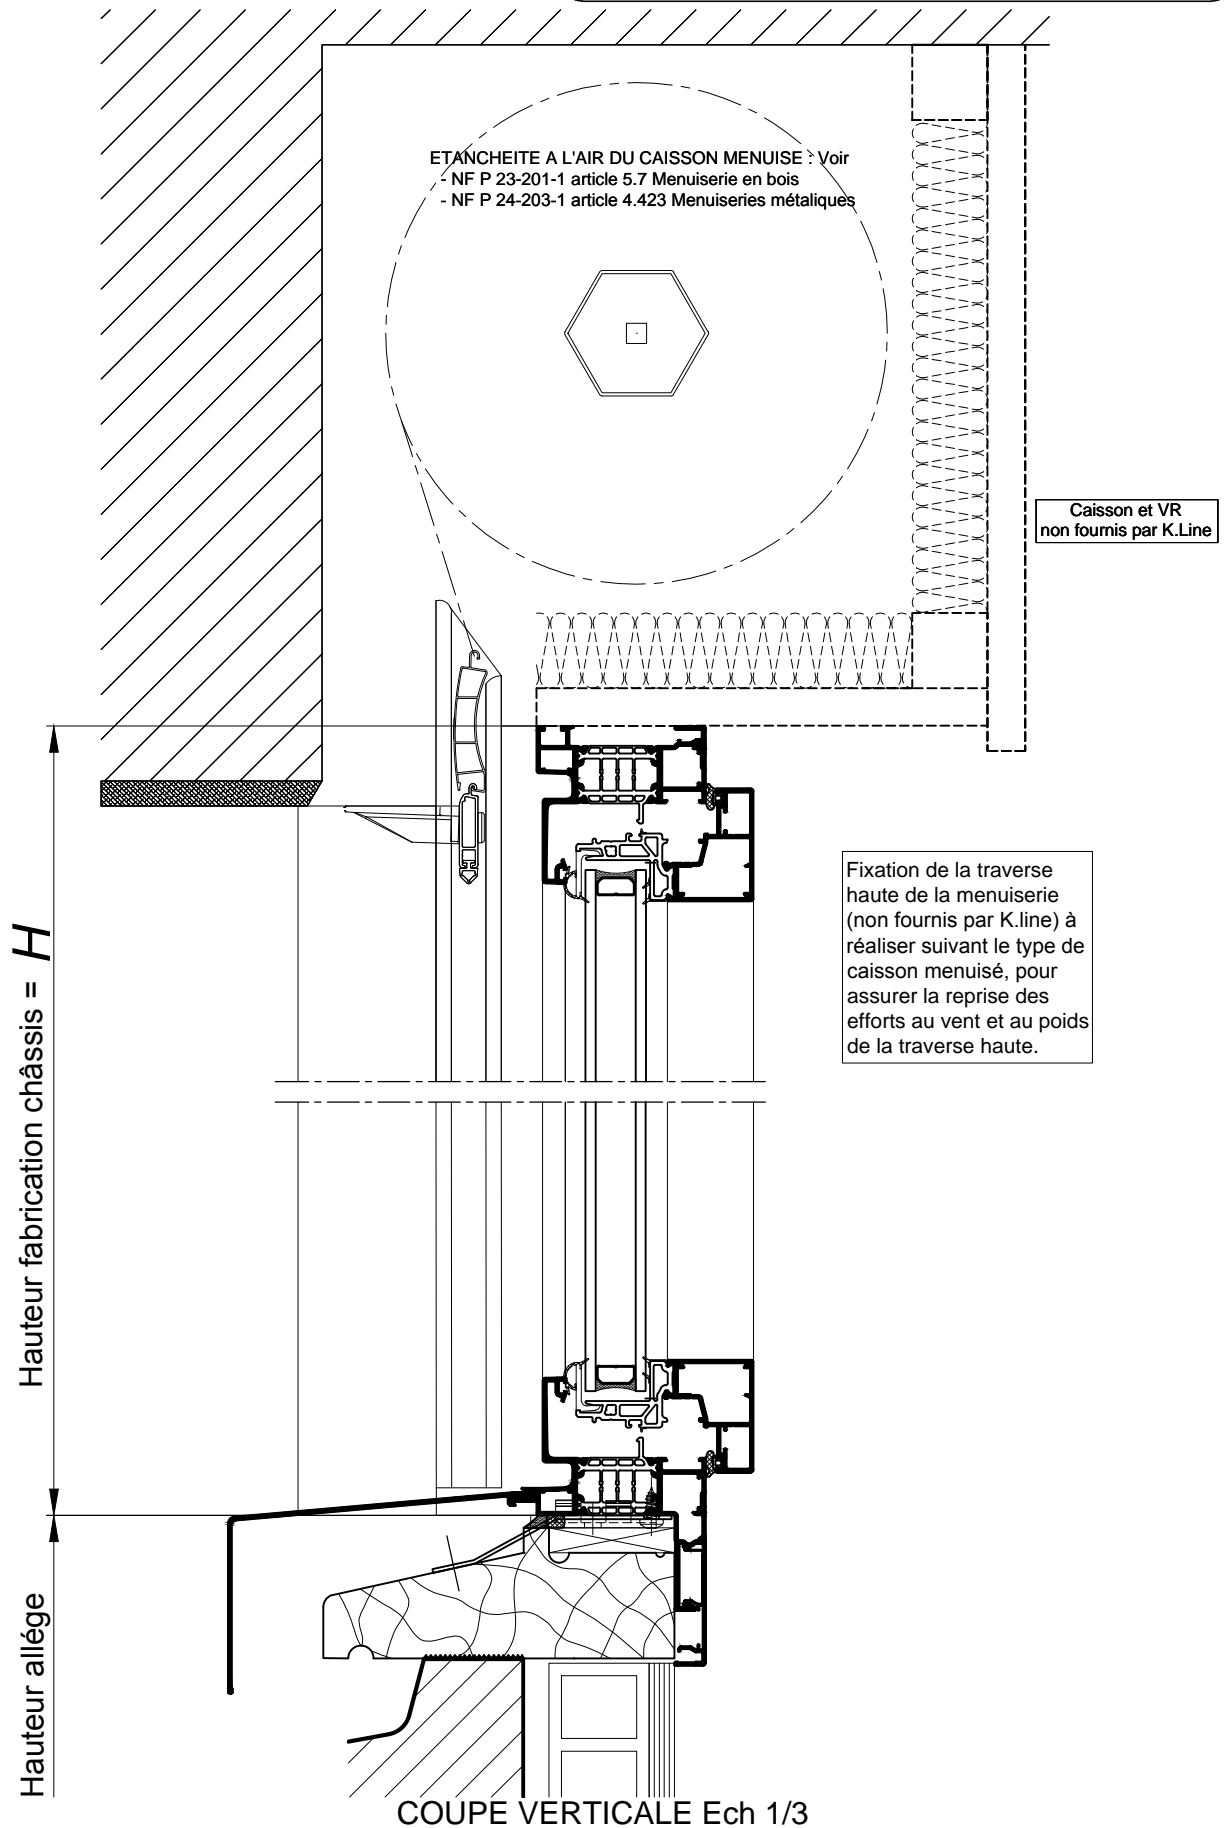 ETANCHEITE A L'AIR DU CAISSON MENUISE : Voir
- NF P 23-201-1 article 5.7 Menuiserie en bois
- NF P 24-203-1 article 4.423 Menuiseries métaliques
Caisson et VR
non fournis par K.Line
Fixation de la traverse
haute de la menuiserie
(non fournis par K.line) à
réaliser suivant le type de
caisson menuisé, pour
assurer la reprise des
efforts au vent et au poids
de la traverse haute.
Hauteur fabrication châssis = H
Hauteur allége
COUPE VERTICALE Ech 1/3